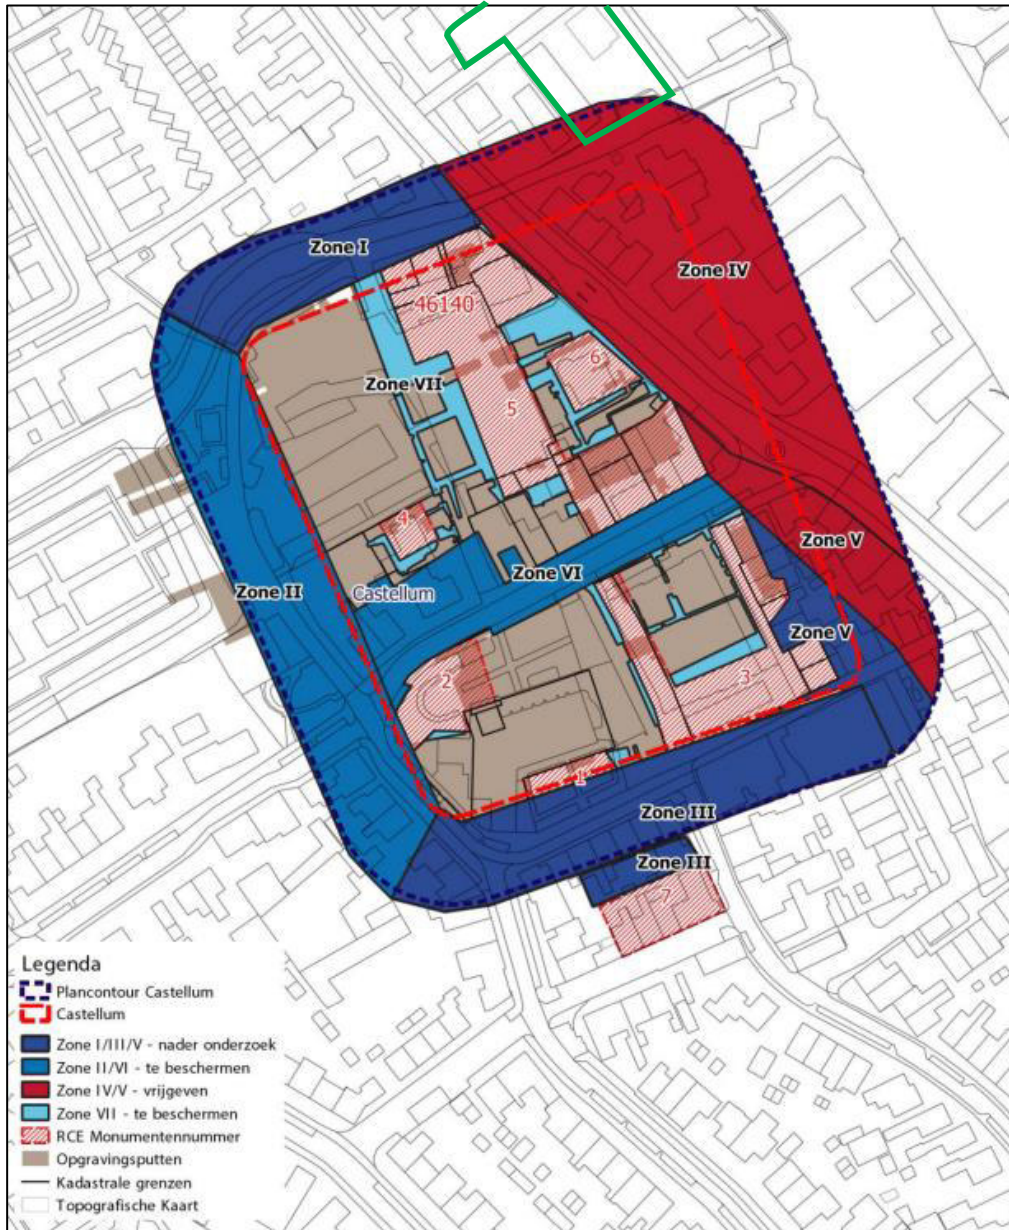 Zone I
Zone IV
46140
6
Zone VII
5
4
Zone V
Zone VI
Zone II
Castellum
Zone V
2
3
1
Zone III
Zone III
7
Legenda
Plancontour Castellum
Castellum
Zone I/III/V - nader onderzoek
Zone II/VI - te beschermen
Zone IV/V - vrijgeven
Zone VII - te beschermen
RCE Monumentennummer
Opgravingsputten
Kadastrale grenzen
Topografische Kaart